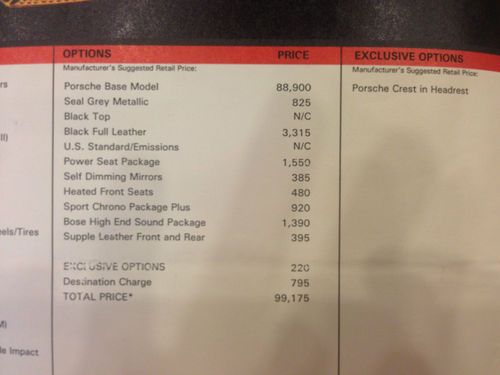 OPTIONS PRICE
Manufacturer's Suggested Retail Price:
Porsche Base Model 88,900
Seal Grey Metallic 825
Black Top N/C
Black Full Leather 3,315
U.S. Standard/Emissions N/C
Power Seat Package 1,550
Self Dimming Mirrors 385
Heated Front Seats 480
Sport Chrono Package Plus 920
Bose High End Sound Package 1,390
Supple Leather Front and Rear 395
EXCLUSIVE OPTIONS 220
Destination Charge 795
TOTAL PRICE* 99,175
EXCLUSIVE OPTIONS
Manufacturer's Suggested Retail Price:
Porsche Crest in Headrest
rs
ll)
eels/Tires
M)
le Impact